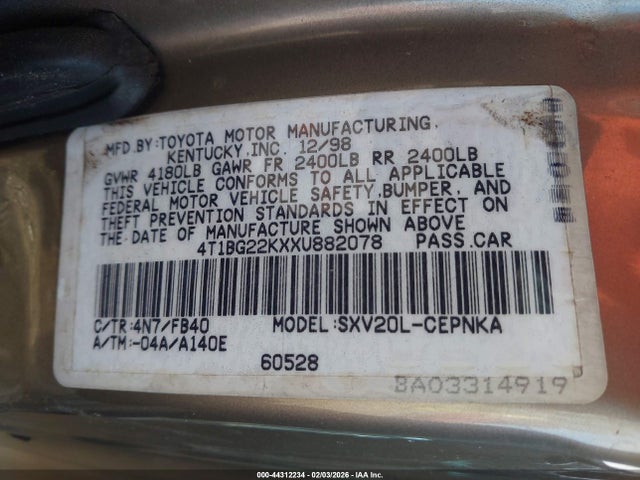 MFD.BY:TOYOTA MOTOR MANUFACTURING,
KENTUCKY,INC. 12/98
GVWR 4180LB GAWR FR 2400LB RR 2400LB
THIS VEHICLE CONFORMS TO ALL APPLICABLE
FEDERAL MOTOR VEHICLE SAFETY,BUMPER, AND
THEFT PREVENTION STANDARDS IN EFFECT ON
THE DATE OF MANUFACTURE SHOWN ABOVE
4T1BG22KXXU882078 PASS.CAR
C/TR:4N7/FB40 MODEL:SXV20L-CEPNKA
A/TM:-04A/A140E
60528
BA03314919
000-44312234 - 02/03/2026 - IAA Inc.